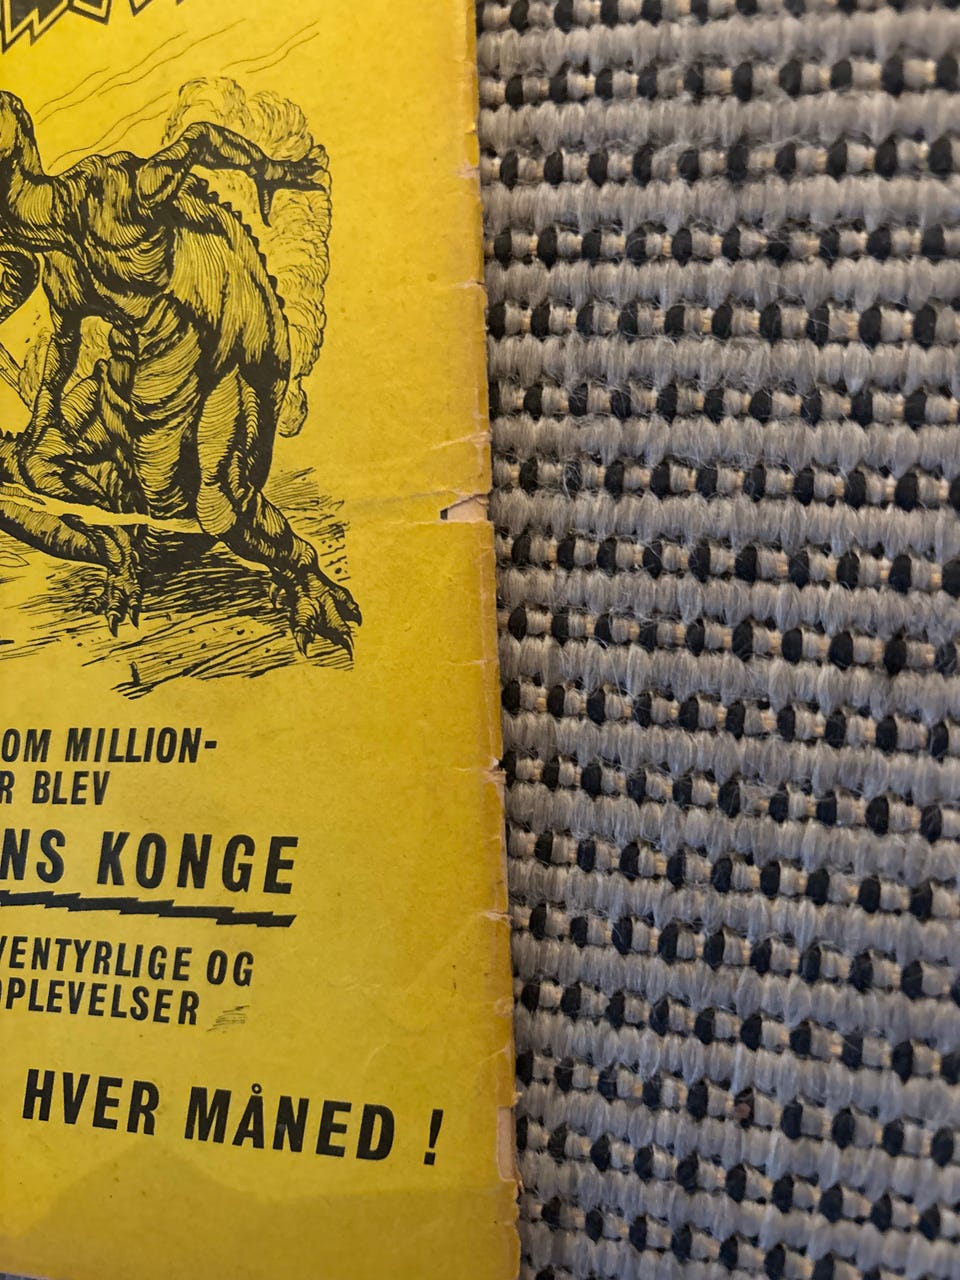 OM MILLION-
R BLEV
NS KONGE
VENTYRLIGE OG
OPLEVELSER
HVER MÅNED !